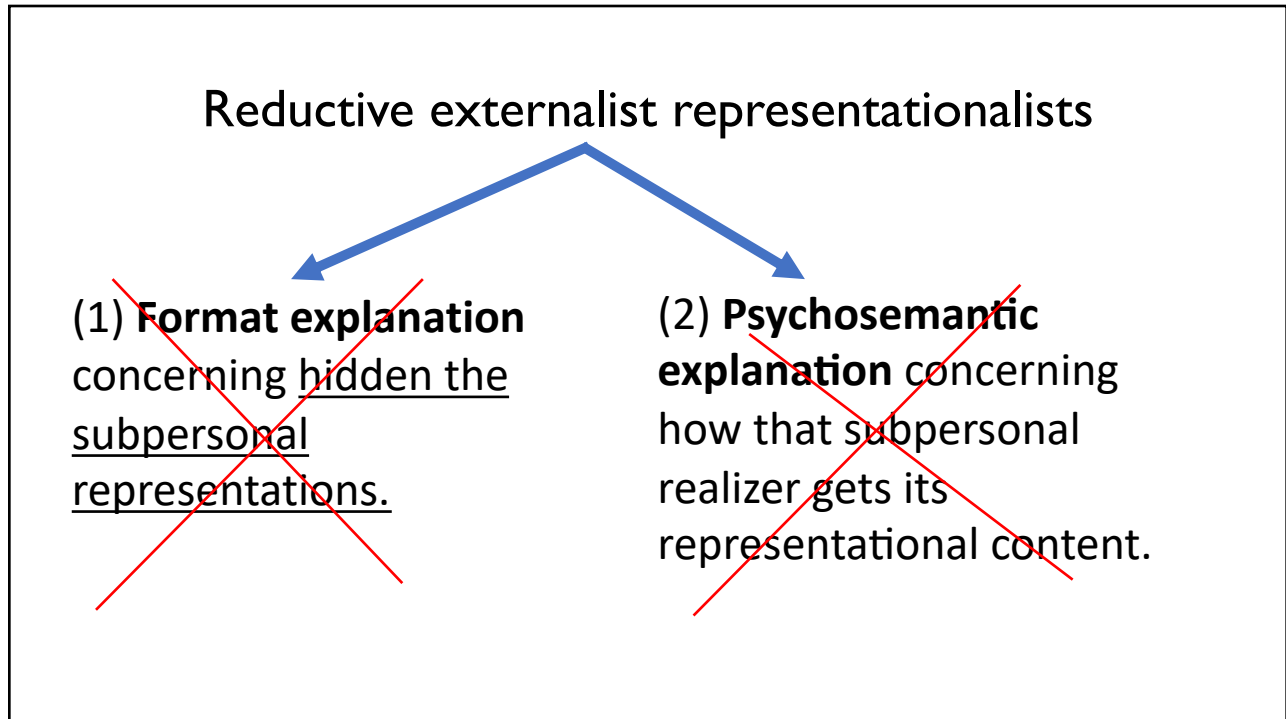 Reductive externalist representationalists
(1) Format explanation
concerning hidden the
subpersonal
representations.
(2) Psychosemantic
explanation concerning
how that subpersonal
realizer gets its
representational content.